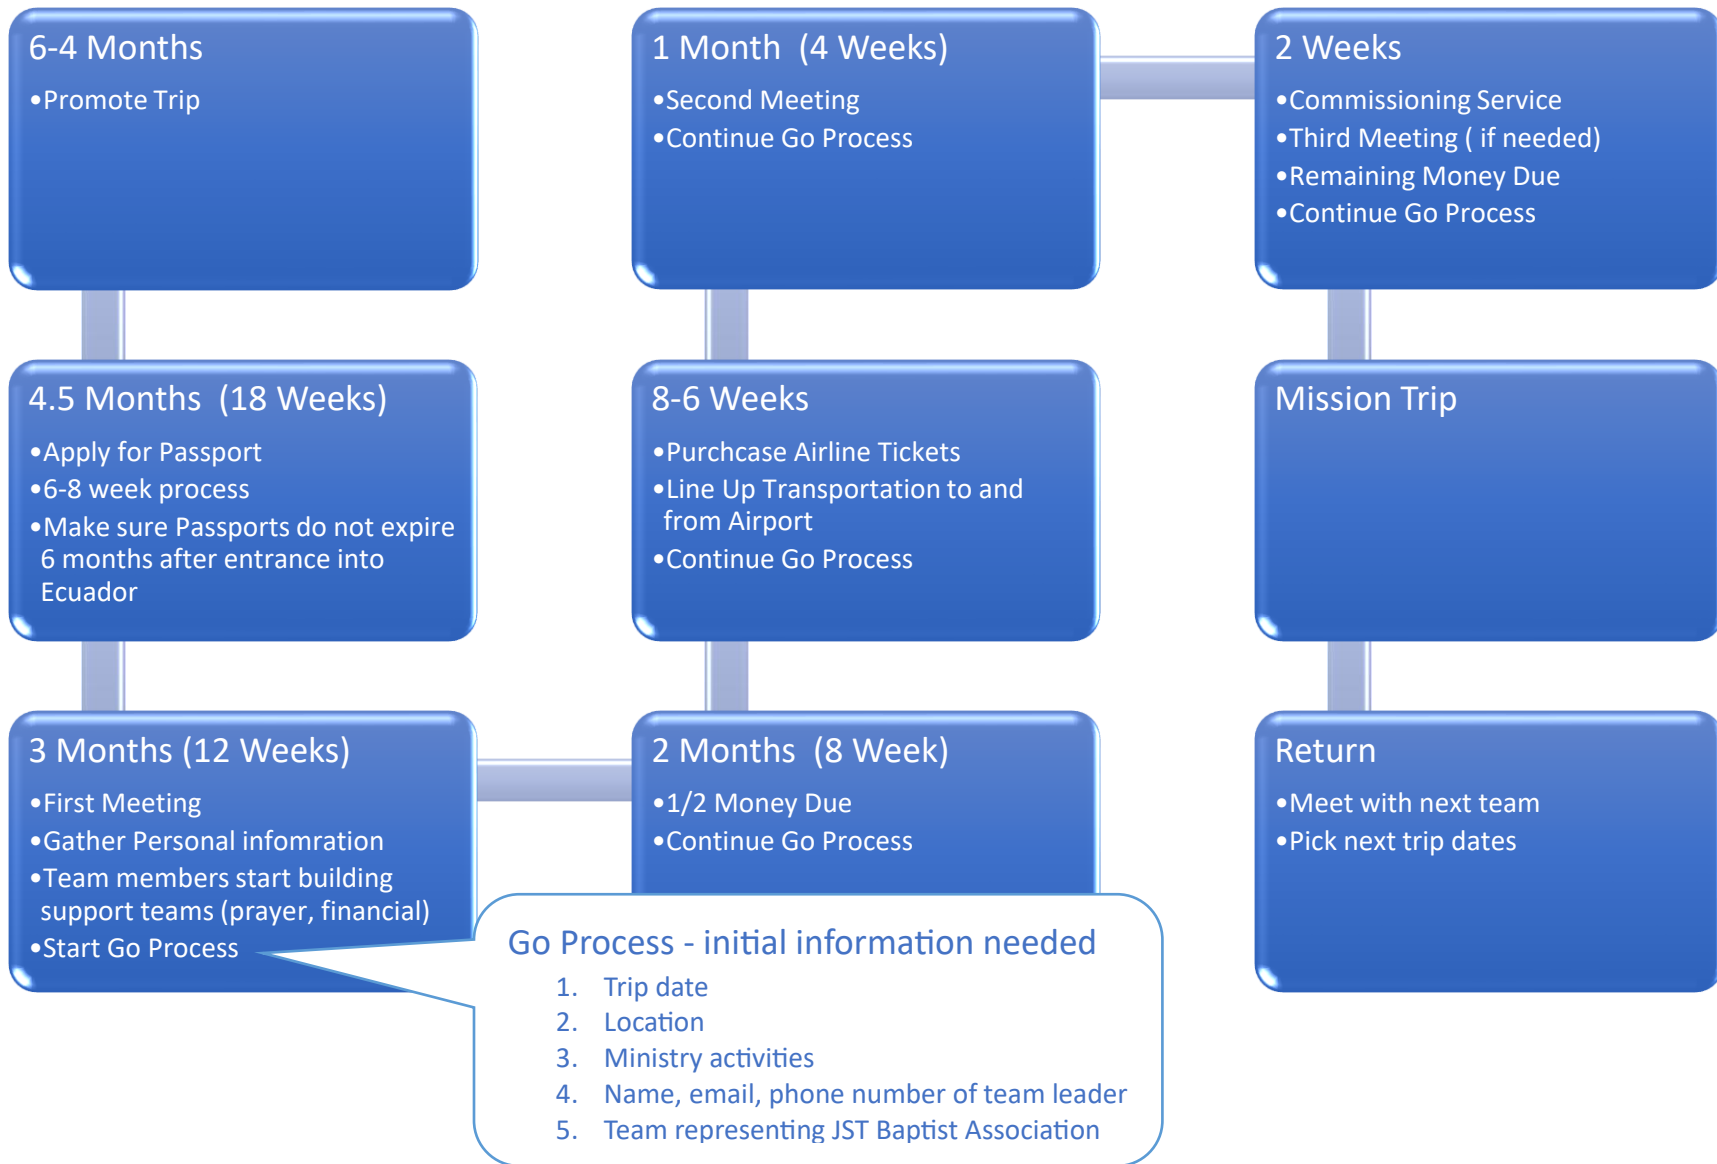 6-4 Months
•Promote Trip
4.5 Months (18 Weeks)
•Apply for Passport
•6-8 week process
•Make sure Passports do not expire
6 months after entrance into
Ecuador
3 Months (12 Weeks)
•First Meeting
•Gather Personal infomration
•Team members start building
support teams (prayer, financial)
•Start Go Process
2 Months (8 Week)
•1/2 Money Due
•Continue Go Process
8-6 Weeks
•Purchcase Airline Tickets
•Line Up Transportation to and
from Airport
•Continue Go Process
1 Month (4 Weeks)
•Second Meeting
•Continue Go Process
2 Weeks
•Commissioning Service
•Third Meeting ( if needed)
•Remaining Money Due
•Continue Go Process
Mission Trip
Return
•Meet with next team
•Pick next trip dates
Go Process - initial information needed
1. Trip date
2. Location
3. Ministry activities
4. Name, email, phone number of team leader
5. Team representing JST Baptist Association